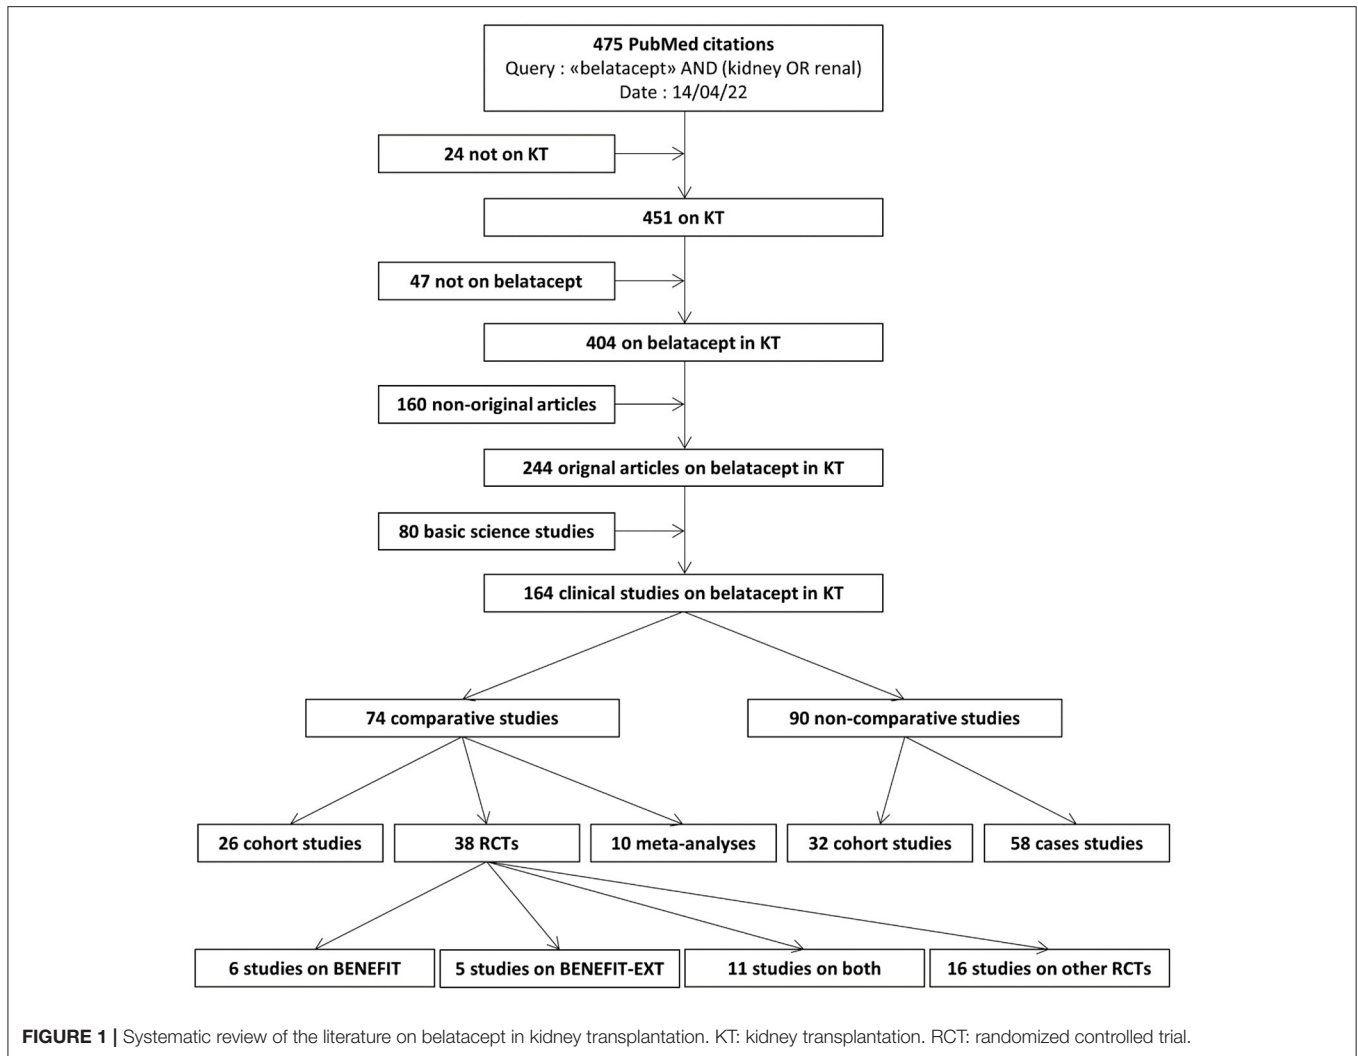 475 PubMed citations
Query : «belatacept» AND (kidney OR renal)
Date : 14/04/22
24 not on KT
451 on KT
47 not on belatacept
404 on belatacept in KT
160 non-original articles
244 orignal articles on belatacept in KT
80 basic science studies
164 clinical studies on belatacept in KT
74 comparative studies
90 non-comparative studies
26 cohort studies
38 RCTs
10 meta-analyses
32 cohort studies
58 cases studies
6 studies on BENEFIT
5 studies on BENEFIT-EXT
11 studies on both
16 studies on other RCTs
FIGURE 1 | Systematic review of the literature on belatacept in kidney transplantation. KT: kidney transplantation. RCT: randomized controlled trial.